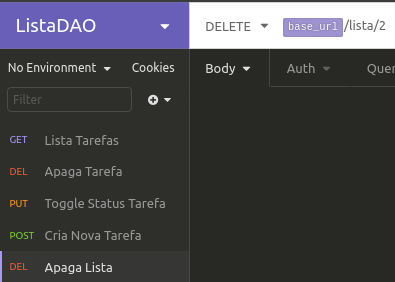 ListaDAO
DELETE base_url/lista/2
No Environment Cookies
Body Auth Quer
Filter
GET Lista Tarefas
DEL Apaga Tarefa
PUT Toggle Status Tarefa
POST Cria Nova Tarefa
DEL Apaga Lista